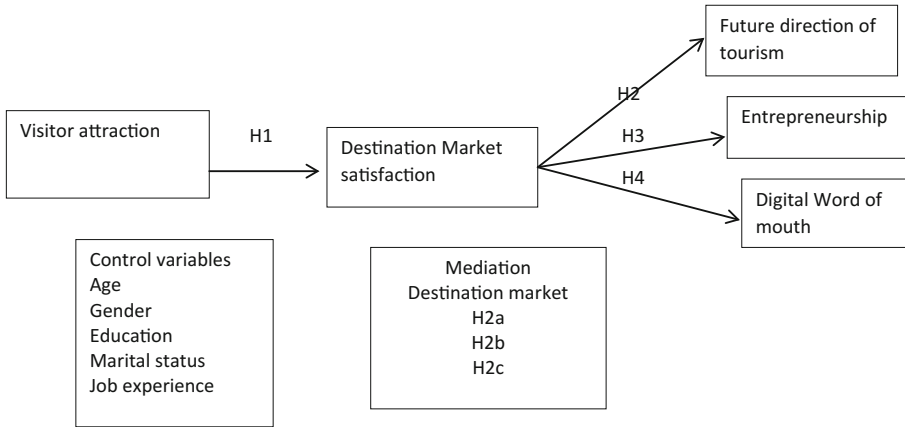 Future direction of
tourism
H2
Visitor attraction
H1
Destination Market
satisfaction
H3
Entrepreneurship
H4
Digital Word of
mouth
Control variables
Age
Gender
Education
Marital status
Job experience
Mediation
Destination market
H2a
H2b
H2c